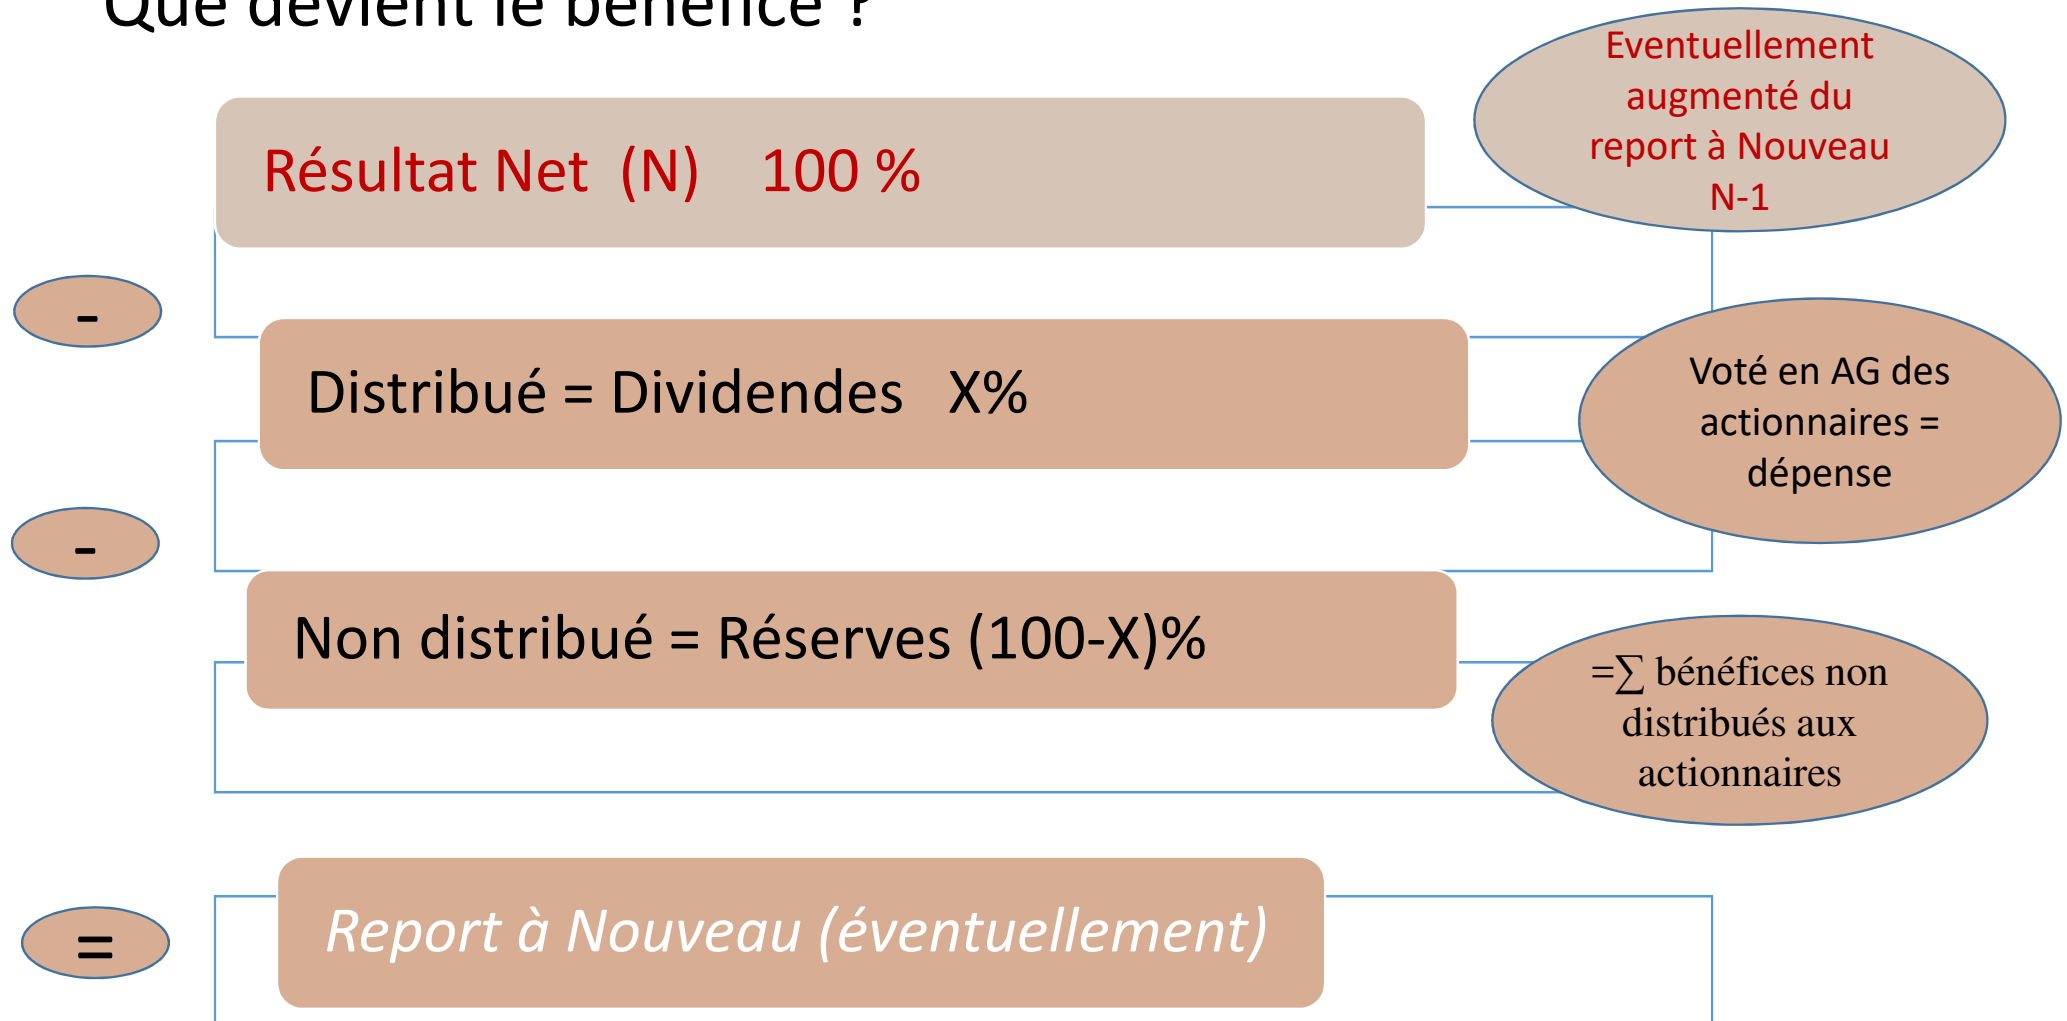 Que devient le bénéfice ?
Eventuellement
augmenté du
report à Nouveau
N-1
Résultat Net (N) 100 %
-
Distribué = Dividendes X%
Voté en AG des
actionnaires =
dépense
-
Non distribué = Réserves (100-X)%
=∑ bénéfices non
distribués aux
actionnaires
=
Report à Nouveau (éventuellement)